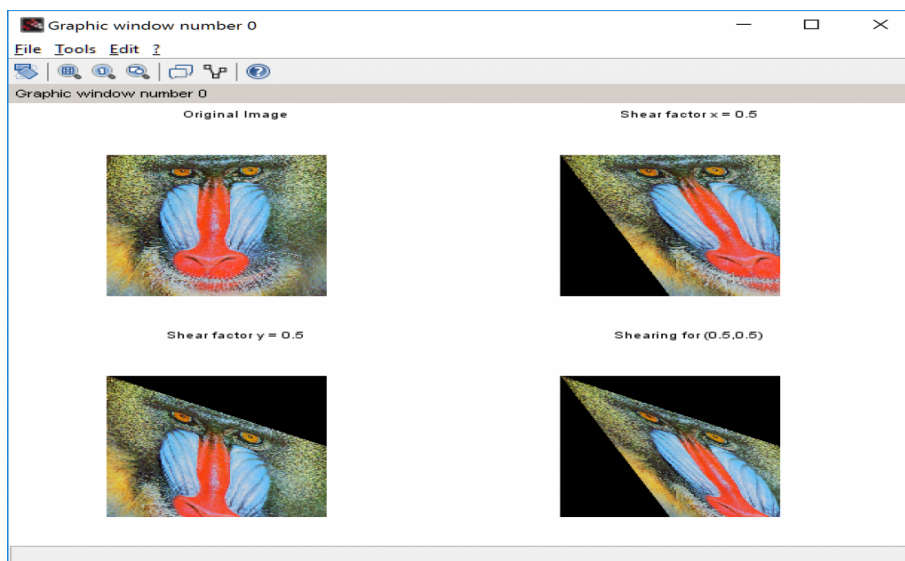 Graphic window number 0
File Tools Edit ?
Graphic window number 0
Original Image
Shear factor x = 0.5
Shear factor y = 0.5
Shearing for (0.5,0.5)